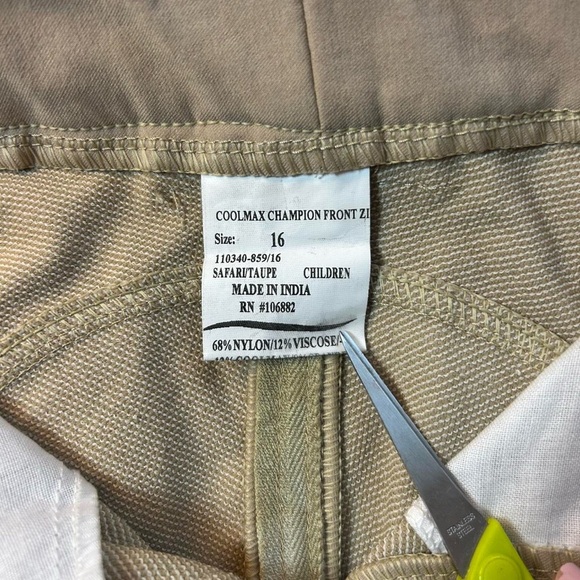 COOLMAX CHAMPION FRONT ZI
Size: 16
110340-859/16
SAFARI/TAUPE CHILDREN
MADE IN INDIA
RN #106882
68% NYLON/12% VISCOSE/
STAINLESS
STEEL